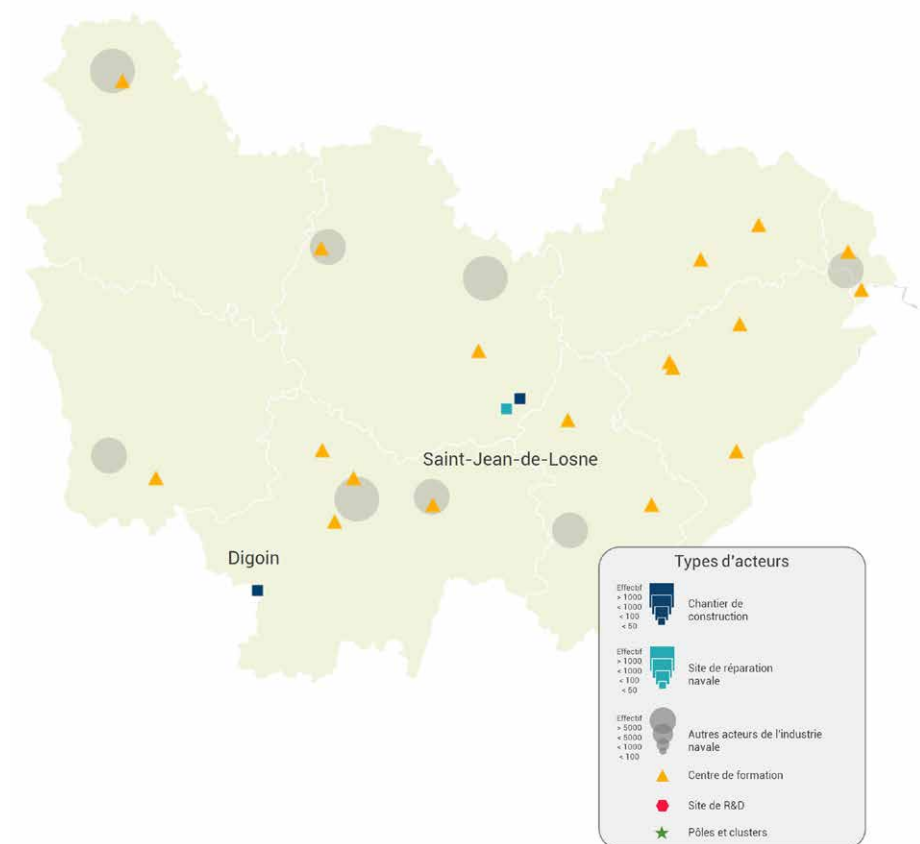 Saint-Jean-de-Losne
Digoin
Types d'acteurs
Effectif
> 1000
< 1000
< 100
< 50
Chantier de
construction
Effectif
> 1000
< 1000
< 100
< 50
Site de réparation
navale
Effectif
> 5000
< 5000
< 1000
< 100
Autres acteurs de l'industrie
navale
Centre de formation
Site de R&D
Pôles et clusters